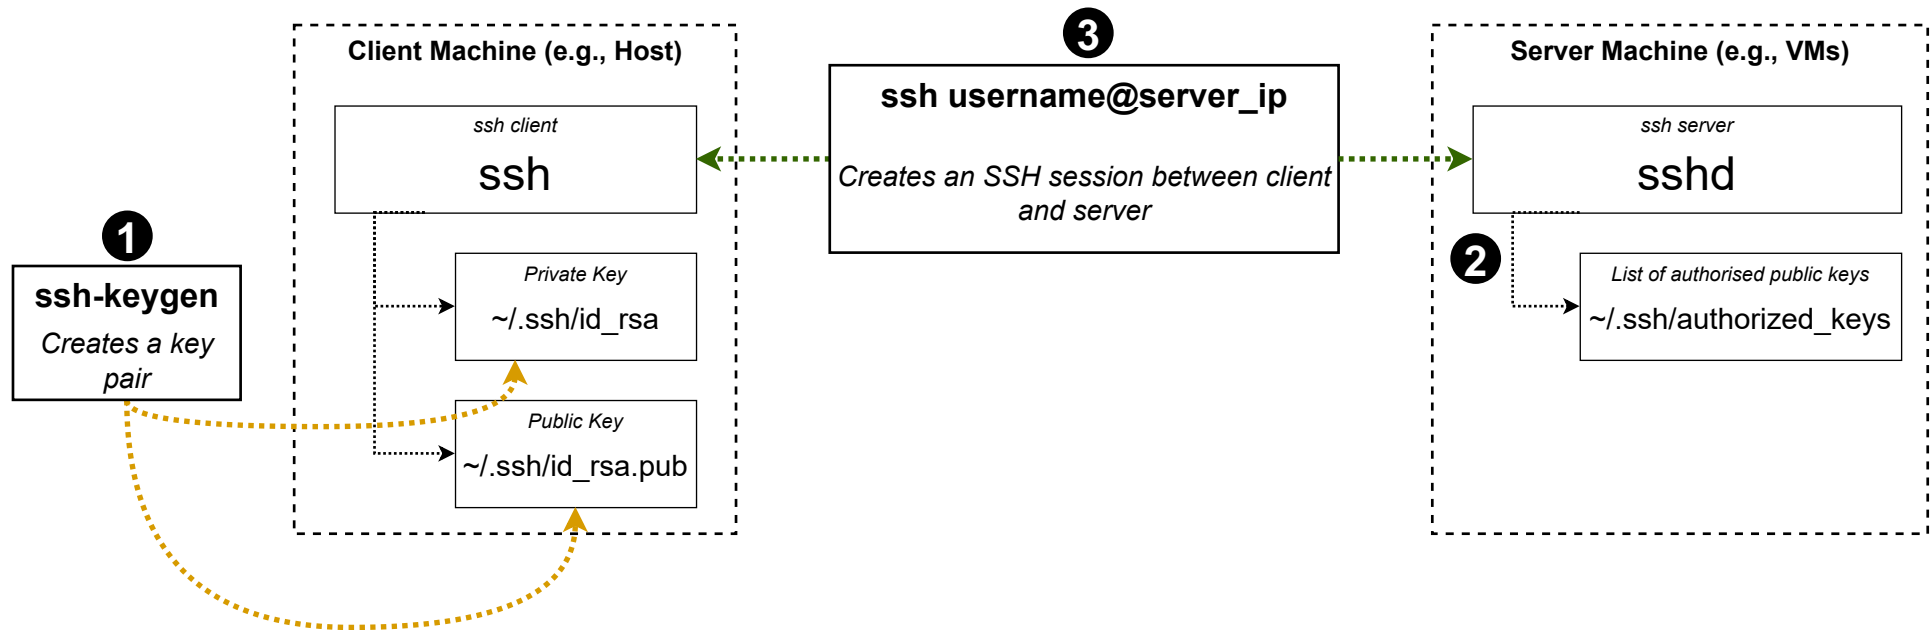 1
ssh-keygen
Creates a key
pair
Client Machine (e.g., Host)
ssh client
ssh
Private Key
~/.ssh/id_rsa
Public Key
~/.ssh/id_rsa.pub
3
ssh username@server_ip
Creates an SSH session between client
and server
Server Machine (e.g., VMs)
ssh server
sshd
2
List of authorised public keys
~/.ssh/authorized_keys